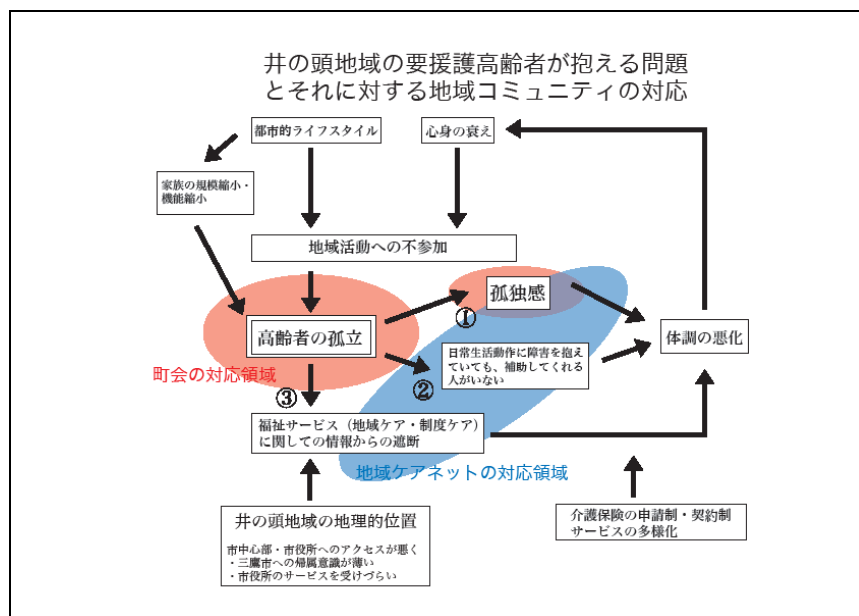 井の頭地域の要援護高齢者が抱える問題
とそれに対する地域コミュニティの対応
都市的ライフスタイル
心身の衰え
家族の規模縮小・
機能縮小
地域活動への不参加
孤独感
①
高齢者の孤立
体調の悪化
日常生活動作に障害を抱え
ていても、補助してくれる
人がいない
②
町会の対応領域
③
福祉サービス（地域ケア・制度ケア）
に関しての情報からの遮断
地域ケアネットの対応領域
井の頭地域の地理的位置
市中心部・市役所へのアクセスが悪く
・三鷹市への帰属意識が薄い
・市役所のサービスを受けづらい
介護保険の申請制・契約制
サービスの多様化